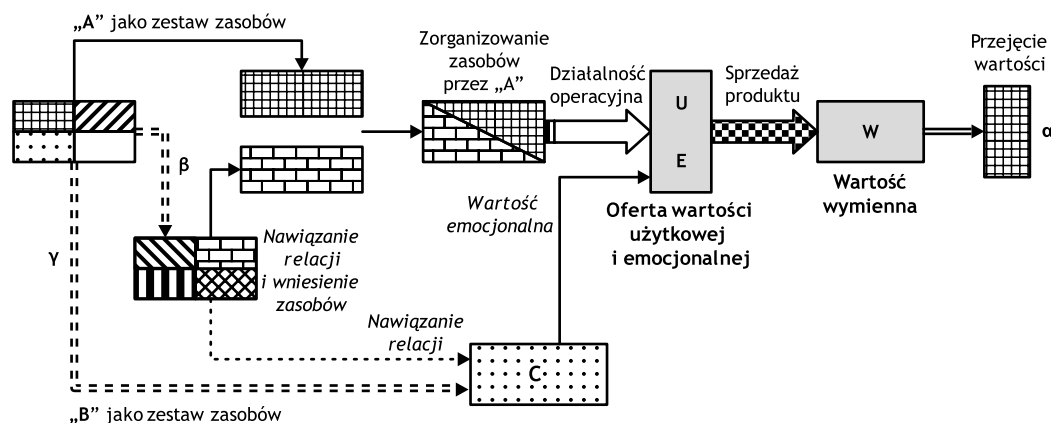 „A” jako zestaw zasobów
Zorganizowanie
zasobów
przez „A”
Działalność
operacyjna
U
E
Sprzedaż
produktu
W
Przejęcie
wartości
α
β
Wartość
emocjonalna
Oferta wartości
użytkowej
i emocjonalnej
Wartość
wymienna
γ
Nawiązanie
relacji
i wniesienie
zasobów
Nawiązanie
relacji
C
„B” jako zestaw zasobów